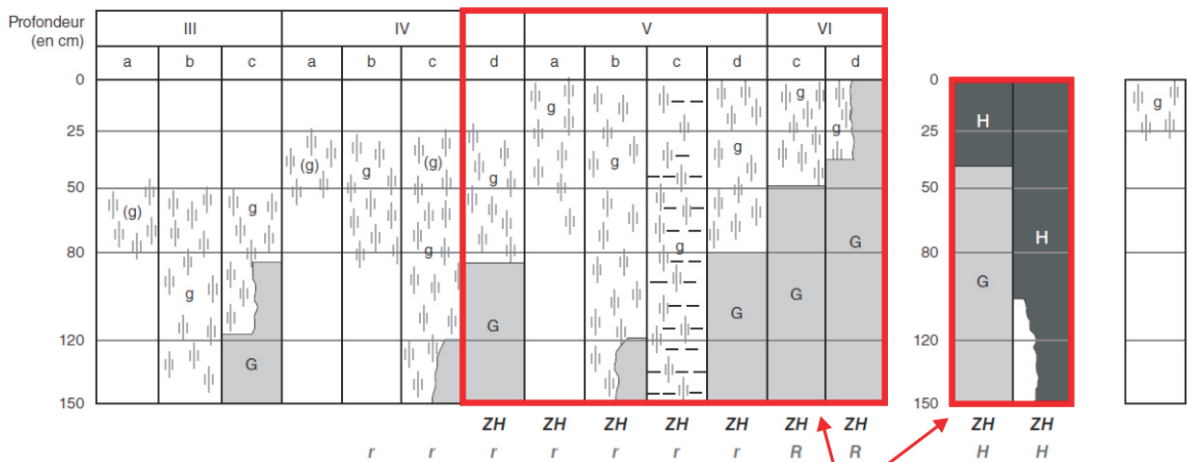 Profondeur
(en cm)
III IV V VI
a b c a b c d a b c d c d
0 0
g g g
g
25 H 25
g
(g) g (g) g g g
50 50
(g) g
g H
80 g 80
G
g G G
G G
120 120
G
150 150
ZH ZH ZH ZH ZH ZH ZH ZH ZH
r r r r r r r R R H H